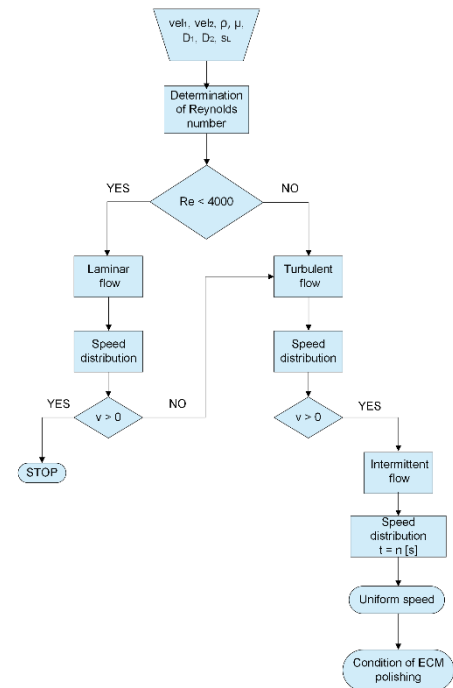 vel₁, vel₂, ρ, μ,
D₁, D₂, sL
Determination
of Reynolds
number
YES
NO
Re < 4000
Laminar
flow
Turbulent
flow
Speed
distribution
Speed
distribution
YES
v > 0
NO
v > 0
YES
STOP
Intermittent
flow
Speed
distribution
t = n [s]
Uniform speed
Condition of ECM
polishing